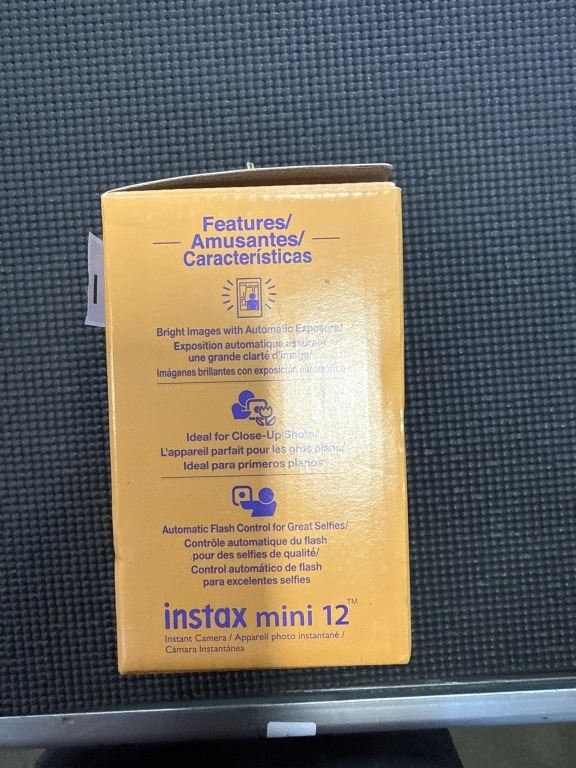 Features/
Amusantes/
Características
Bright Images with Automatic Exposure/
Exposition automatique assurant
une grande clarté d'image/
Imágenes brillantes con exposición automática
Ideal for Close-Up Shots/
L'appareil parfait pour les gros plans/
Ideal para primeros planos
Automatic Flash Control for Great Selfies/
Contrôle automatique du flash
pour des selfies de qualité/
Control automático de flash
para excelentes selfies
instax mini 12™
Instant Camera / Appareil photo instantané /
Cámara Instantánea